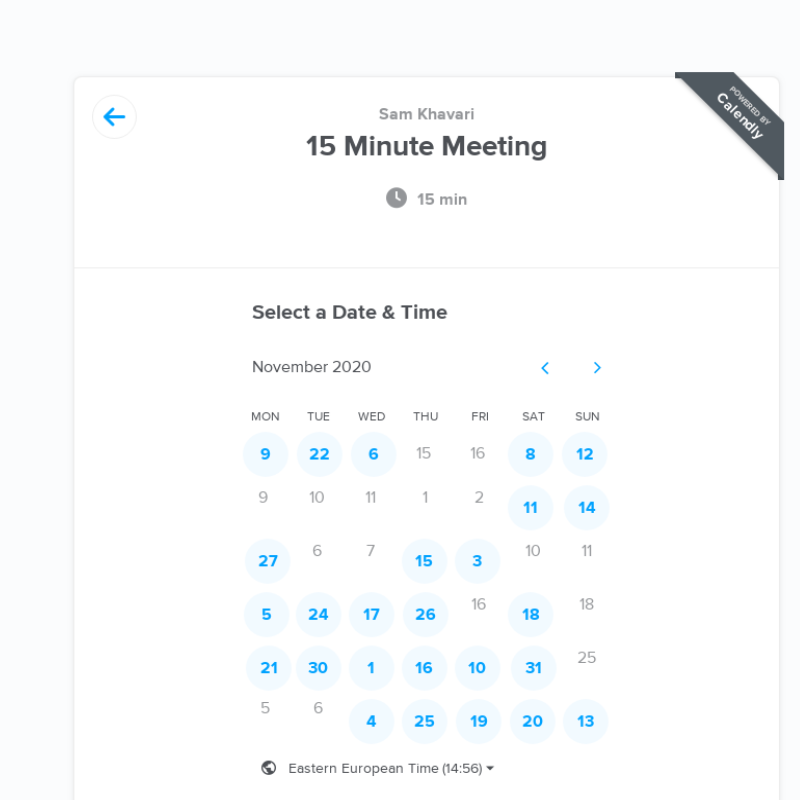 POWERED BY
Calendly
Sam Khavari
15 Minute Meeting
15 min
Select a Date & Time
November 2020
MON TUE WED THU FRI SAT SUN
9 22 6 15 16 8 12
9 10 11 1 2 11 14
27 6 7 15 3 10 11
5 24 17 26 16 18 18
21 30 1 16 10 31 25
5 6 4 25 19 20 13
Eastern European Time (14:56)